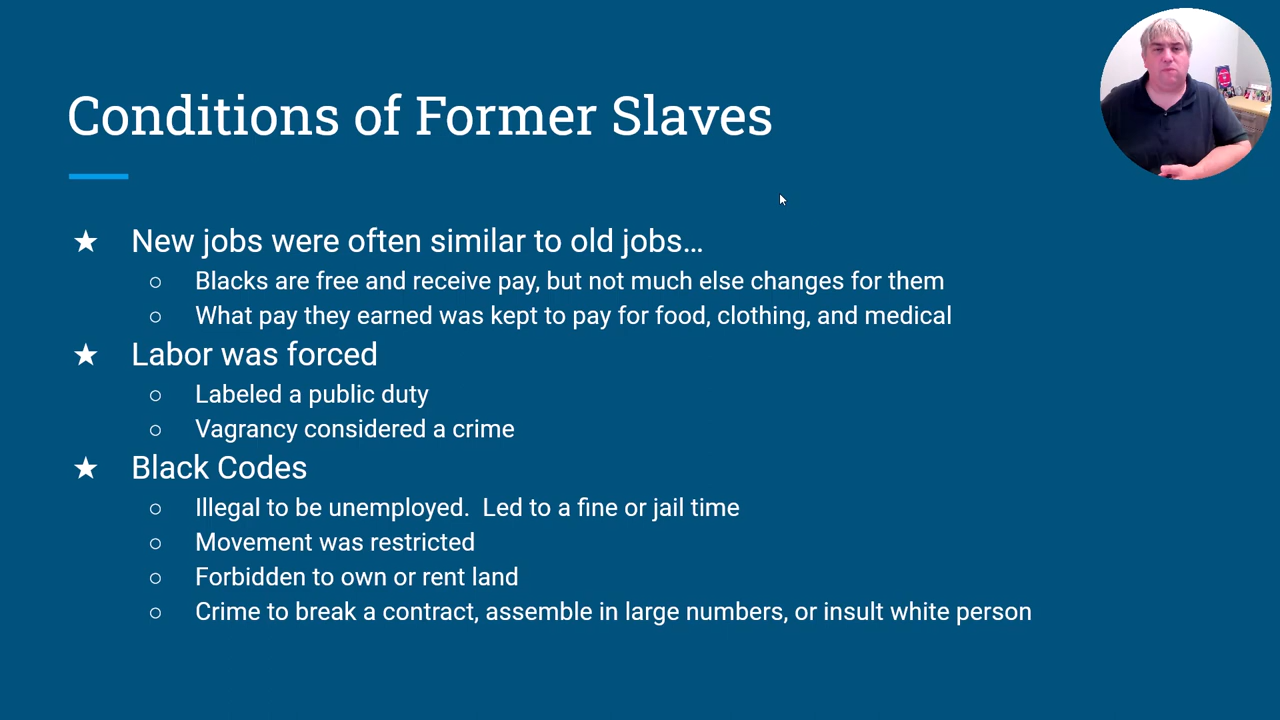 Conditions of Former Slaves
★ New jobs were often similar to old jobs…
○ Blacks are free and receive pay, but not much else changes for them
○ What pay they earned was kept to pay for food, clothing, and medical
★ Labor was forced
○ Labeled a public duty
○ Vagrancy considered a crime
★ Black Codes
○ Illegal to be unemployed.  Led to a fine or jail time
○ Movement was restricted
○ Forbidden to own or rent land
○ Crime to break a contract, assemble in large numbers, or insult white person